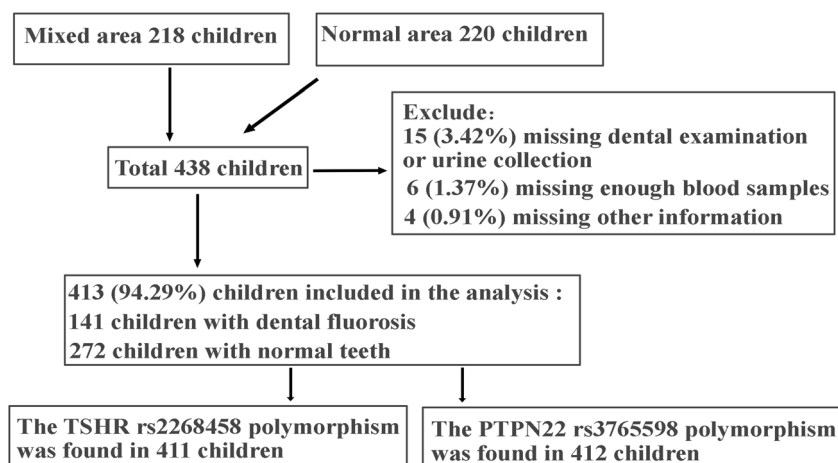 Mixed area 218 children
Normal area 220 children
Total 438 children
Exclude：
15 (3.42%) missing dental examination
or urine collection
6 (1.37%) missing enough blood samples
4 (0.91%) missing other information
413 (94.29%) children included in the analysis :
141 children with dental fluorosis
272 children with normal teeth
The TSHR rs2268458 polymorphism
was found in 411 children
The PTPN22 rs3765598 polymorphism
was found in 412 children